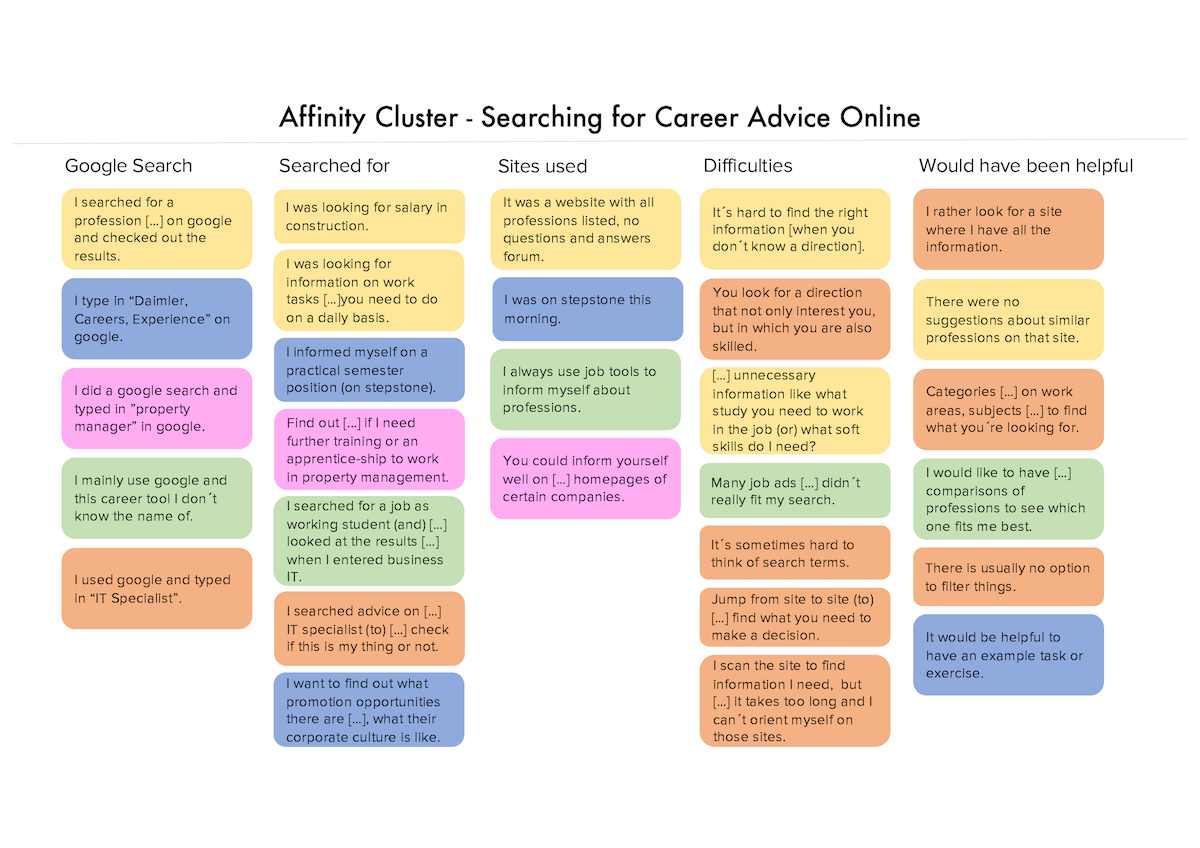 Affinity Cluster - Searching for Career Advice Online
Google Search
I searched for a
profession [...] on google
and checked out the
results.
I type in “Daimler,
Careers, Experience” on
google.
I did a google search and
typed in ”property
manager” in google.
I mainly use google and
this career tool I don´t
know the name of.
I used google and typed
in “IT Specialist”.
Searched for
I was looking for salary in
construction.
I was looking for
information on work
tasks [...]you need to do
on a daily basis.
I informed myself on a
practical semester
position (on stepstone).
Find out [...] if I need
further training or an
apprentice-ship to work
in property management.
I searched for a job as
working student (and) [...]
looked at the results [...]
when I entered business
IT.
I searched advice on [...]
IT specialist (to) [...] check
if this is my thing or not.
I want to find out what
promotion opportunities
there are [...], what their
corporate culture is like.
Sites used
It was a website with all
professions listed, no
questions and answers
forum.
I was on stepstone this
morning.
I always use job tools to
inform myself about
professions.
You could inform yourself
well on [...] homepages of
certain companies.
Difficulties
It´s hard to find the right
information [when you
don´t know a direction].
You look for a direction
that not only interest you,
but in which you are also
skilled.
[...] unnecessary
information like what
study you need to work
in the job (or) what soft
skills do I need?
Many job ads [...] didn´t
really fit my search.
It´s sometimes hard to
think of search terms.
Jump from site to site (to)
[...] find what you need to
make a decision.
I scan the site to find
information I need,  but
[...] it takes too long and I
can´t orient myself on
those sites.
Would have been helpful
I rather look for a site
where I have all the
information.
There were no
suggestions about similar
professions on that site.
Categories [...] on work
areas, subjects [...] to find
what you´re looking for.
I would like to have [...]
comparisons of
professions to see which
one fits me best.
There is usually no option
to filter things.
It would be helpful to
have an example task or
exercise.